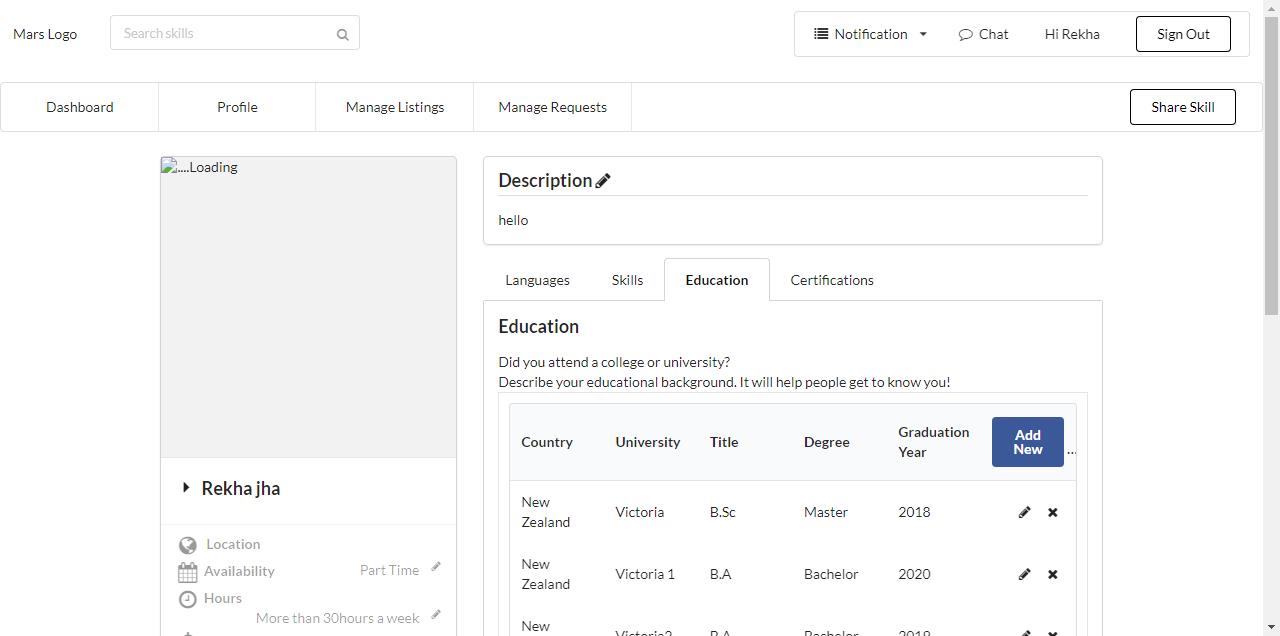 Mars Logo
Search skills
Notification
Chat
Hi Rekha
Sign Out
Dashboard
Profile
Manage Listings
Manage Requests
Share Skill
....Loading
Rekha jha
Location
Availability
Part Time
Hours
More than 30hours a week
Description
hello
Languages
Skills
Education
Certifications
Education
Did you attend a college or university?
Describe your educational background. It will help people get to know you!
Country University Title Degree Graduation Year Add New ...
New Zealand Victoria B.Sc Master 2018
New Zealand Victoria 1 B.A Bachelor 2020
New Victoria2 B.A Bachelor 2019